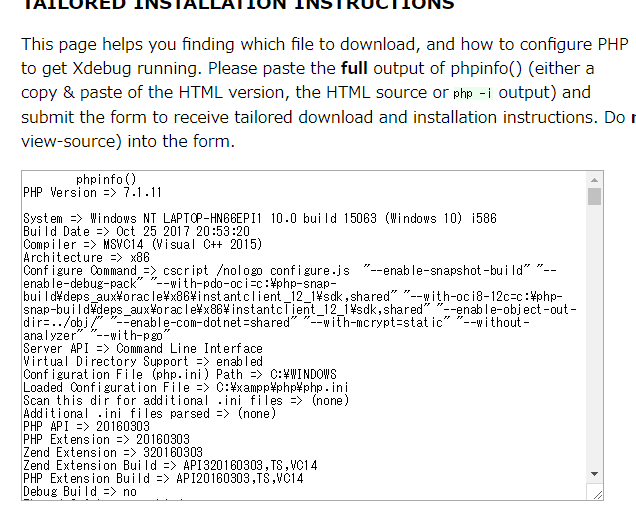 TAILORED INSTALLATION INSTRUCTIONS
This page helps you finding which file to download, and how to configure PHP
to get Xdebug running. Please paste the full output of phpinfo() (either a
copy & paste of the HTML version, the HTML source or php -i output) and
submit the form to receive tailored download and installation instructions. Do
view-source) into the form.
phpinfo()
PHP Version => 7.1.11
System => Windows NT LAPTOP-HN66EPI1 10.0 build 15063 (Windows 10) i586
Build Date => Oct 25 2017 20:53:20
Compiler => MSVC14 (Visual C++ 2015)
Architecture => x86
Configure Command => cscript /nologo configure.js  "--enable-snapshot-build" "--
enable-debug-pack" "--with-pdo-oci=c:¥php-snap-
build¥deps_aux¥oracle¥x86¥instantclient_12_1¥sdk,shared" "--with-oci8-12c=c:¥php-
snap-build¥deps_aux¥oracle¥x86¥instantclient_12_1¥sdk,shared" "--enable-object-out-
dir=../obj/" "--enable-com-dotnet=shared" "--with-mcrypt=static" "--without-
analyzer" "--with-pgo"
Server API => Command Line Interface
Virtual Directory Support => enabled
Configuration File (php.ini) Path => C:¥WINDOWS
Loaded Configuration File => C:¥xampp¥php¥php.ini
Scan this dir for additional .ini files => (none)
Additional .ini files parsed => (none)
PHP API => 20160303
PHP Extension => 20160303
Zend Extension => 320160303
Zend Extension Build => API320160303,TS,VC14
PHP Extension Build => API20160303,TS,VC14
Debug Build => no